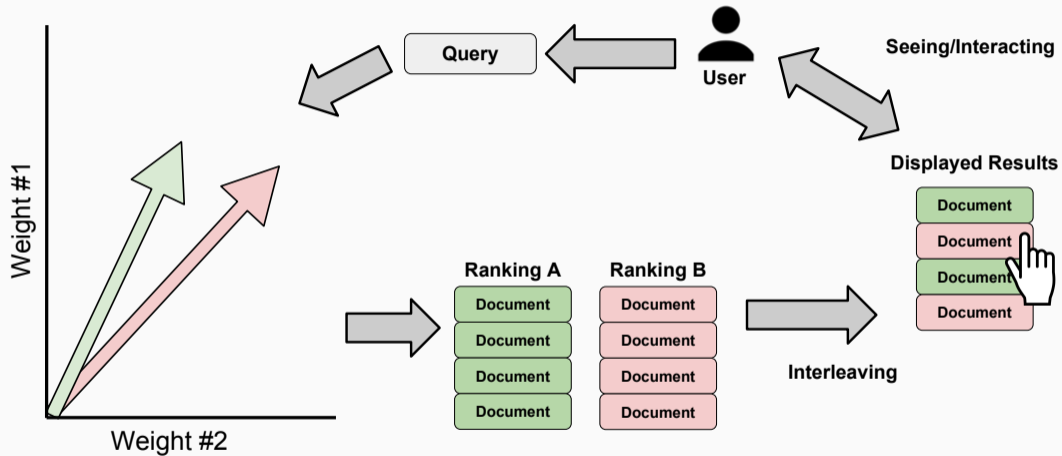 Query
User
Seeing/Interacting
Displayed Results
Document
Document
Document
Document
Weight #1
Weight #2
Ranking A
Document
Document
Document
Document
Ranking B
Document
Document
Document
Document
Interleaving